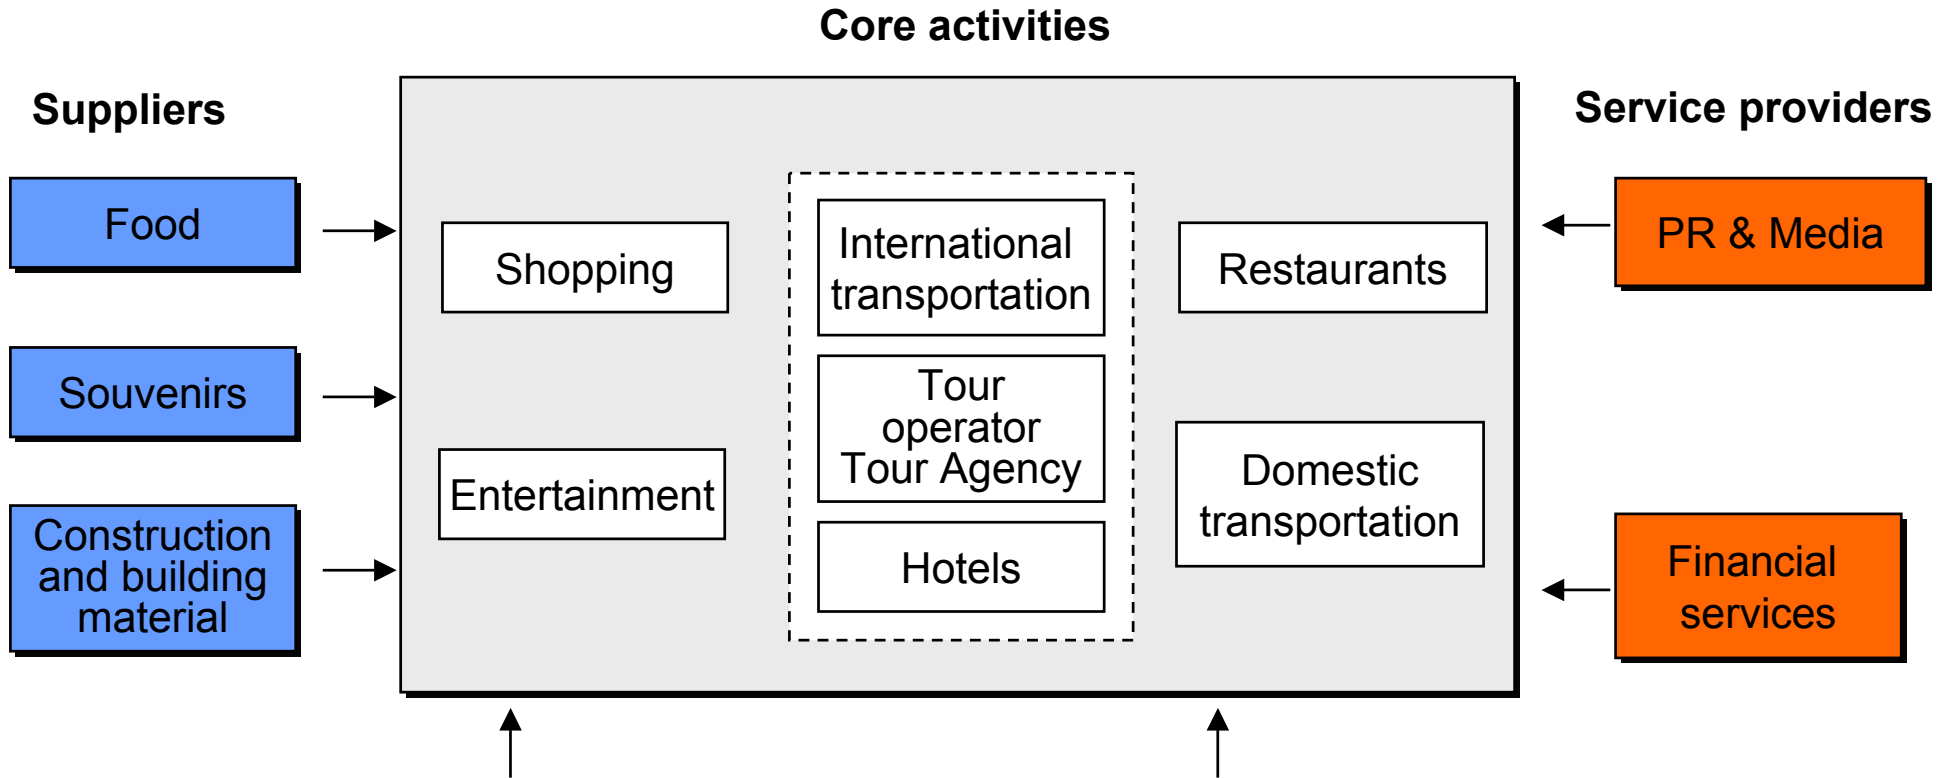 Core activities
Suppliers
Service providers
Food
Souvenirs
Construction
and building
material
Shopping
Entertainment
International
transportation
Tour
operator
Tour Agency
Hotels
Restaurants
Domestic
transportation
PR & Media
Financial
services